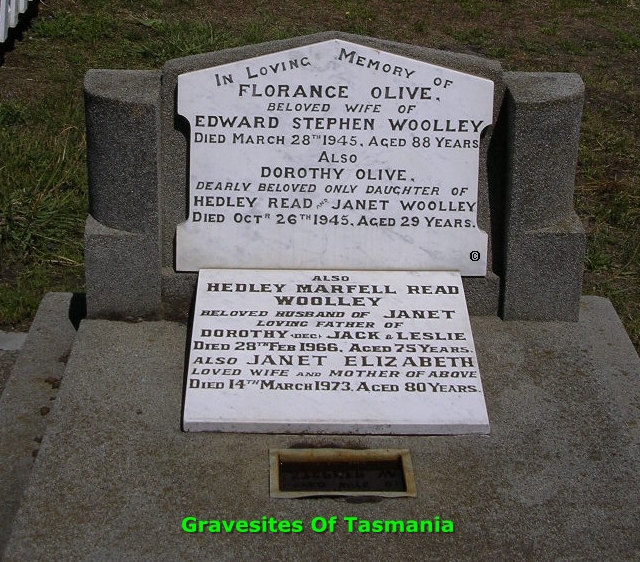 IN LOVING MEMORY OF
FLORANCE OLIVE.
BELOVED WIFE OF
EDWARD STEPHEN WOOLLEY
DIED MARCH 28TH 1945, AGED 88 YEARS
ALSO
DOROTHY OLIVE.
DEARLY BELOVED ONLY DAUGHTER OF
HEDLEY READ AND JANET WOOLLEY
DIED OCTR 26TH 1945, AGED 29 YEARS.
©
ALSO
HEDLEY MARFELL READ
WOOLLEY
BELOVED HUSBAND OF JANET
LOVING FATHER OF
DOROTHY (DEC) JACK & LESLIE
DIED 28TH FEB 1966, AGED 75 YEARS.
ALSO JANET ELIZABETH
LOVED WIFE AND MOTHER OF ABOVE
DIED 14TH MARCH 1973, AGED 80 YEARS.
Gravesites Of Tasmania